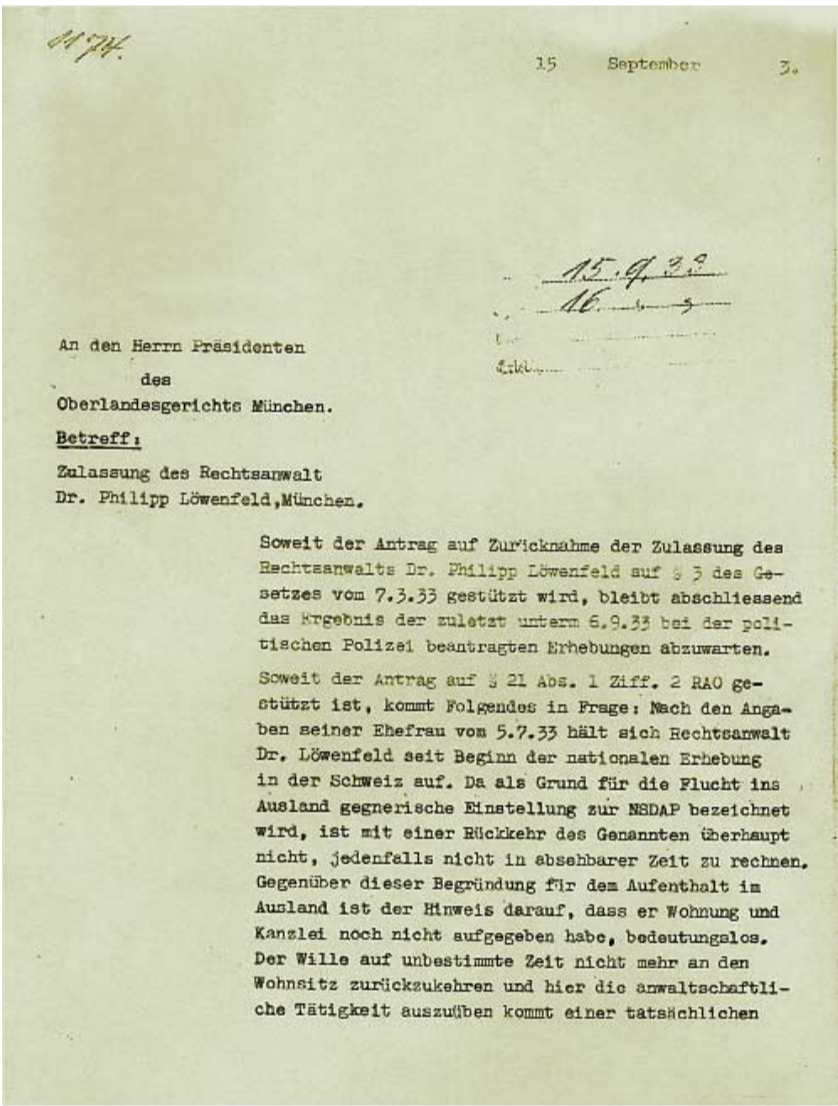 1174.
15 September 3.
15.9.33
16.
An den Herrn Präsidenten
des
Oberlandesgerichts München.
Betreff:
Zulassung des Rechtsanwalt
Dr. Philipp Löwenfeld,München.
Soweit der Antrag auf Zurücknahme der Zulassung des
Rechtsanwalts Dr. Philipp Löwenfeld auf § 3 des Ge-
setzes vom 7.3.33 gestützt wird, bleibt abschliessend
das Ergebnis der zuletzt unterm 6.9.33 bei der poli-
tischen Polizei beantragten Erhebungen abzuwarten.
Soweit der Antrag auf § 21 Abs. 1 Ziff. 2 RAO ge-
stützt ist, kommt Folgendes in Frage: Nach den Anga-
ben seiner Ehefrau vom 5.7.33 hält sich Rechtsanwalt
Dr. Löwenfeld seit Beginn der nationalen Erhebung
in der Schweiz auf. Da als Grund für die Flucht ins
Ausland gegnerische Einstellung zur NSDAP bezeichnet
wird, ist mit einer Rückkehr des Genannten überhaupt
nicht, jedenfalls nicht in absehbarer Zeit zu rechnen.
Gegenüber dieser Begründung für dem Aufenthalt im
Ausland ist der Hinweis darauf, dass er Wohnung und
Kanzlei noch nicht aufgegeben habe, bedeutungslos.
Der Wille auf unbestimmte Zeit nicht mehr an den
Wohnsitz zurückzukehren und hier die anwaltschaftli-
che Tätigkeit auszuüben kommt einer tatsächlichen